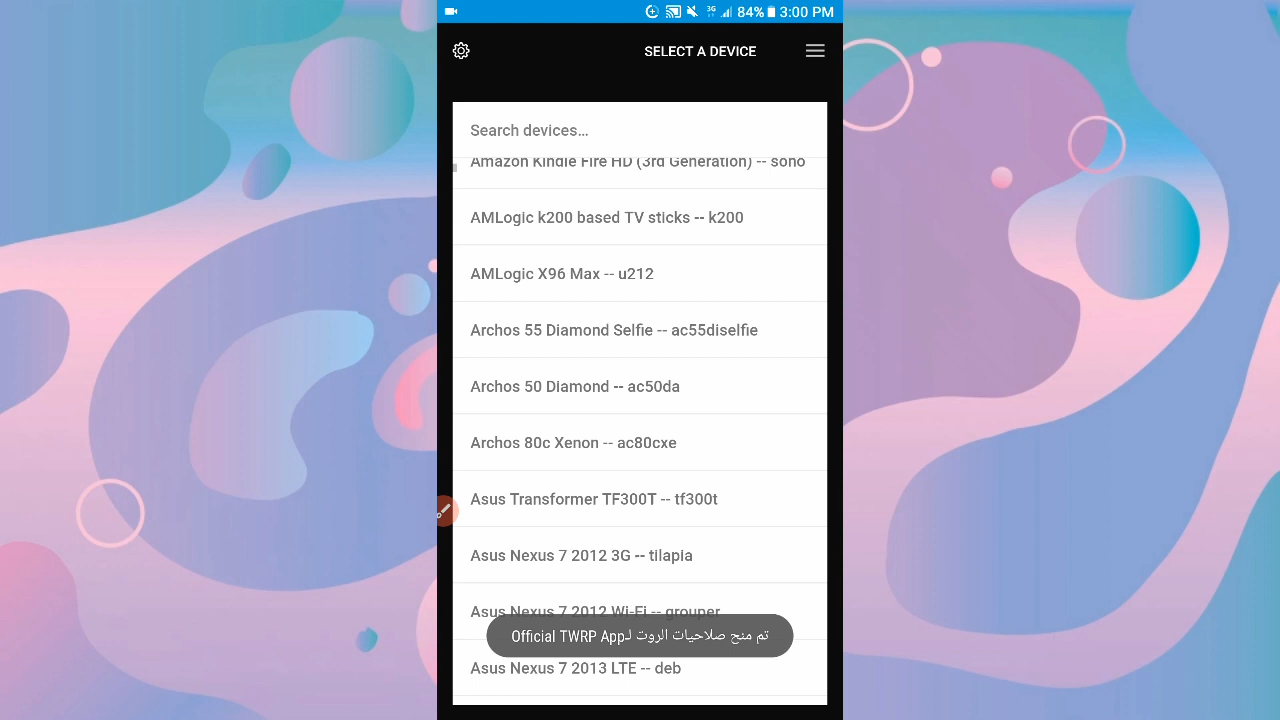 3G 84% 3:00 PM
SELECT A DEVICE
Search devices...
Amazon Kindle Fire HD (3rd Generation) -- soho
AMLogic k200 based TV sticks -- k200
AMLogic X96 Max -- u212
Archos 55 Diamond Selfie -- ac55diselfie
Archos 50 Diamond -- ac50da
Archos 80c Xenon -- ac80cxe
Asus Transformer TF300T -- tf300t
Asus Nexus 7 2012 3G -- tilapia
Asus Nexus 7 2012 Wi-Fi -- grouper
تم منح صلاحيات الروت لـOfficial TWRP App
Asus Nexus 7 2013 LTE -- deb